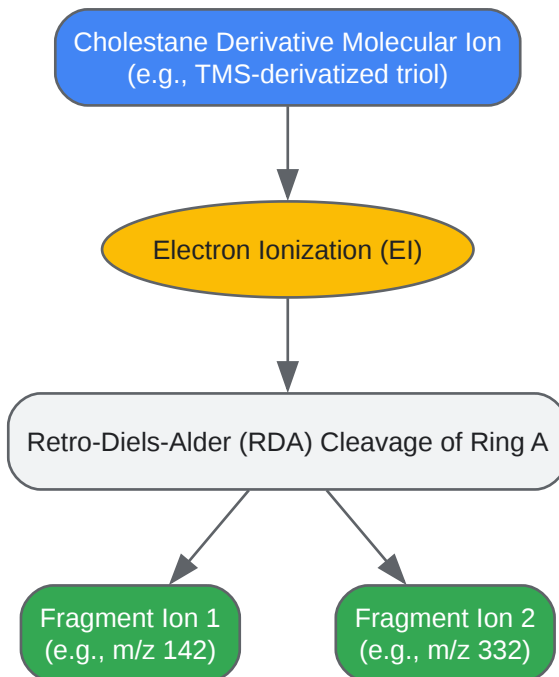 Cholestane Derivative Molecular Ion
(e.g., TMS-derivatized triol)
Electron Ionization (EI)
Retro-Diels-Alder (RDA) Cleavage of Ring A
Fragment Ion 1
(e.g., m/z 142)
Fragment Ion 2
(e.g., m/z 332)